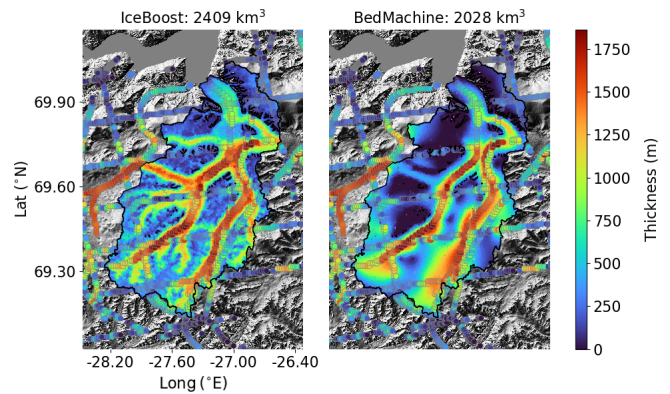 IceBoost: 2409 km³
BedMachine: 2028 km³
69.90
69.60
69.30
Lat (°N)
-28.20 -27.60 -27.00 -26.40
Long (°E)
1750
1500
1250
1000
750
500
250
0
Thickness (m)